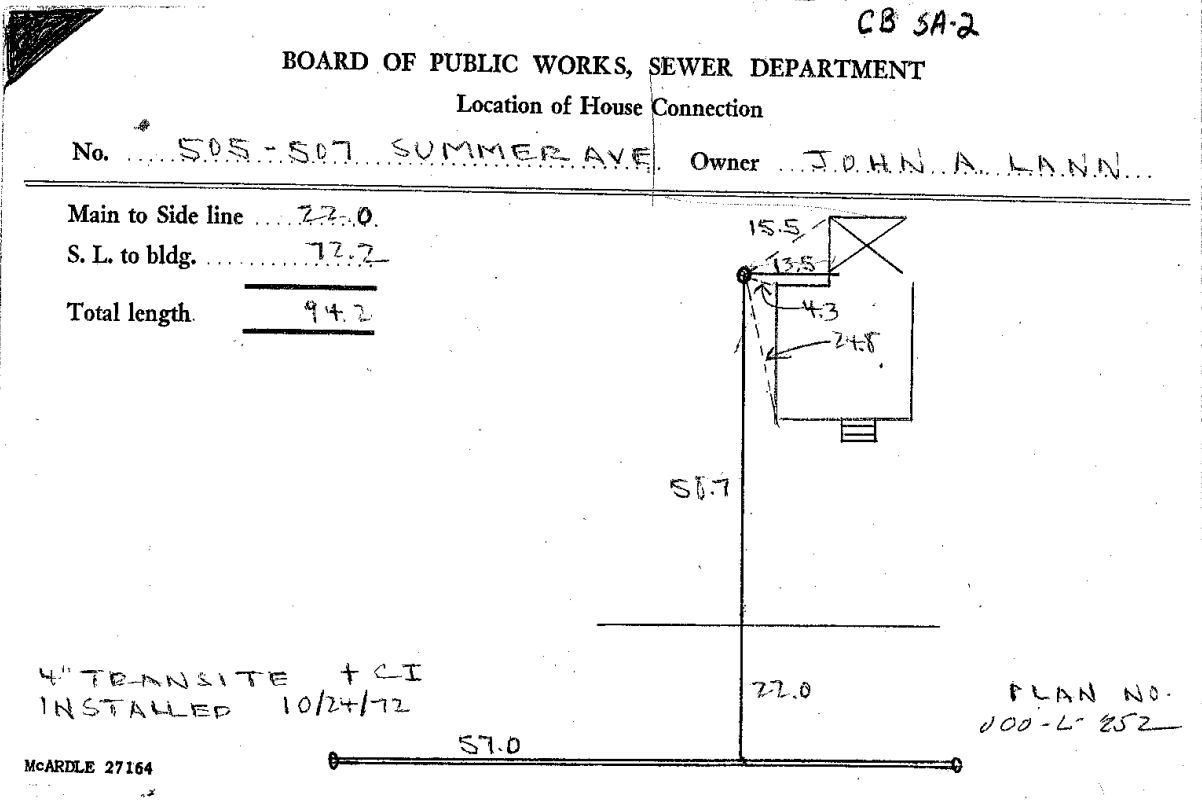 CB 5A-2
BOARD OF PUBLIC WORKS, SEWER DEPARTMENT
Location of House Connection
No. 505-507 SUMMER AVE. Owner JOHN A. LANN
Main to Side line 22.0
S. L. to bldg. 72.2
Total length 94.2
15.5
13.5
4.3
24.8
58.7
22.0
4" TRANSITE + CI
INSTALLED 10/24/72
PLAN NO.
57.0
McARDLE 27164